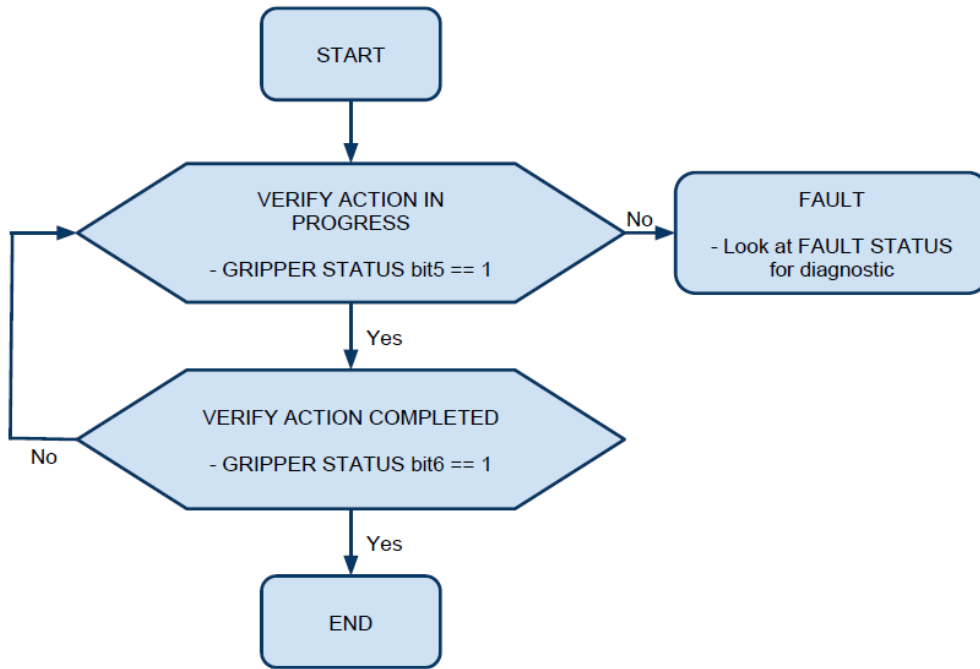 START
VERIFY ACTION IN
PROGRESS
- GRIPPER STATUS bit5 == 1
No
FAULT
- Look at FAULT STATUS
for diagnostic
Yes
VERIFY ACTION COMPLETED
- GRIPPER STATUS bit6 == 1
No
Yes
END